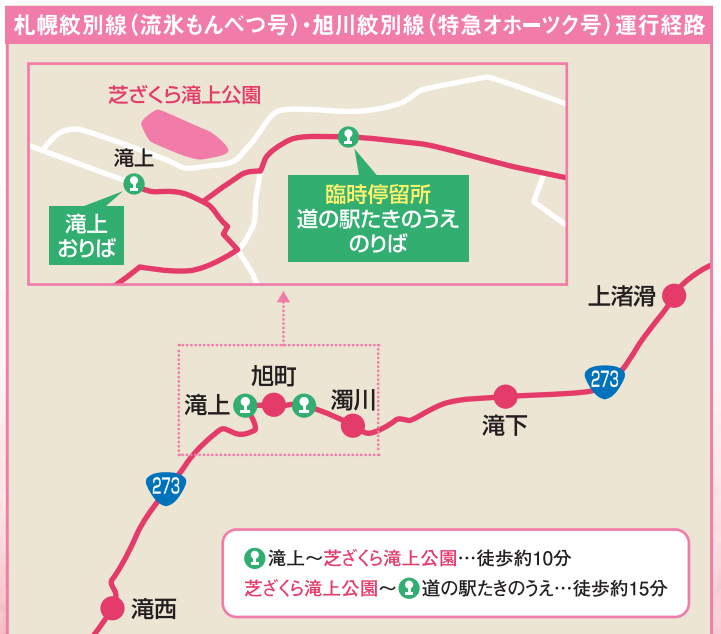 札幌紋別線（流氷もんべつ号）・旭川紋別線（特急オホーツク号）運行経路
芝ざくら滝上公園
滝上
滝上
おりば
臨時停留所
道の駅たきのうえ
のりば
上渚滑
273
旭町
滝上
濁川
滝下
273
滝西
滝上〜芝ざくら滝上公園…徒歩約10分
芝ざくら滝上公園〜道の駅たきのうえ…徒歩約15分